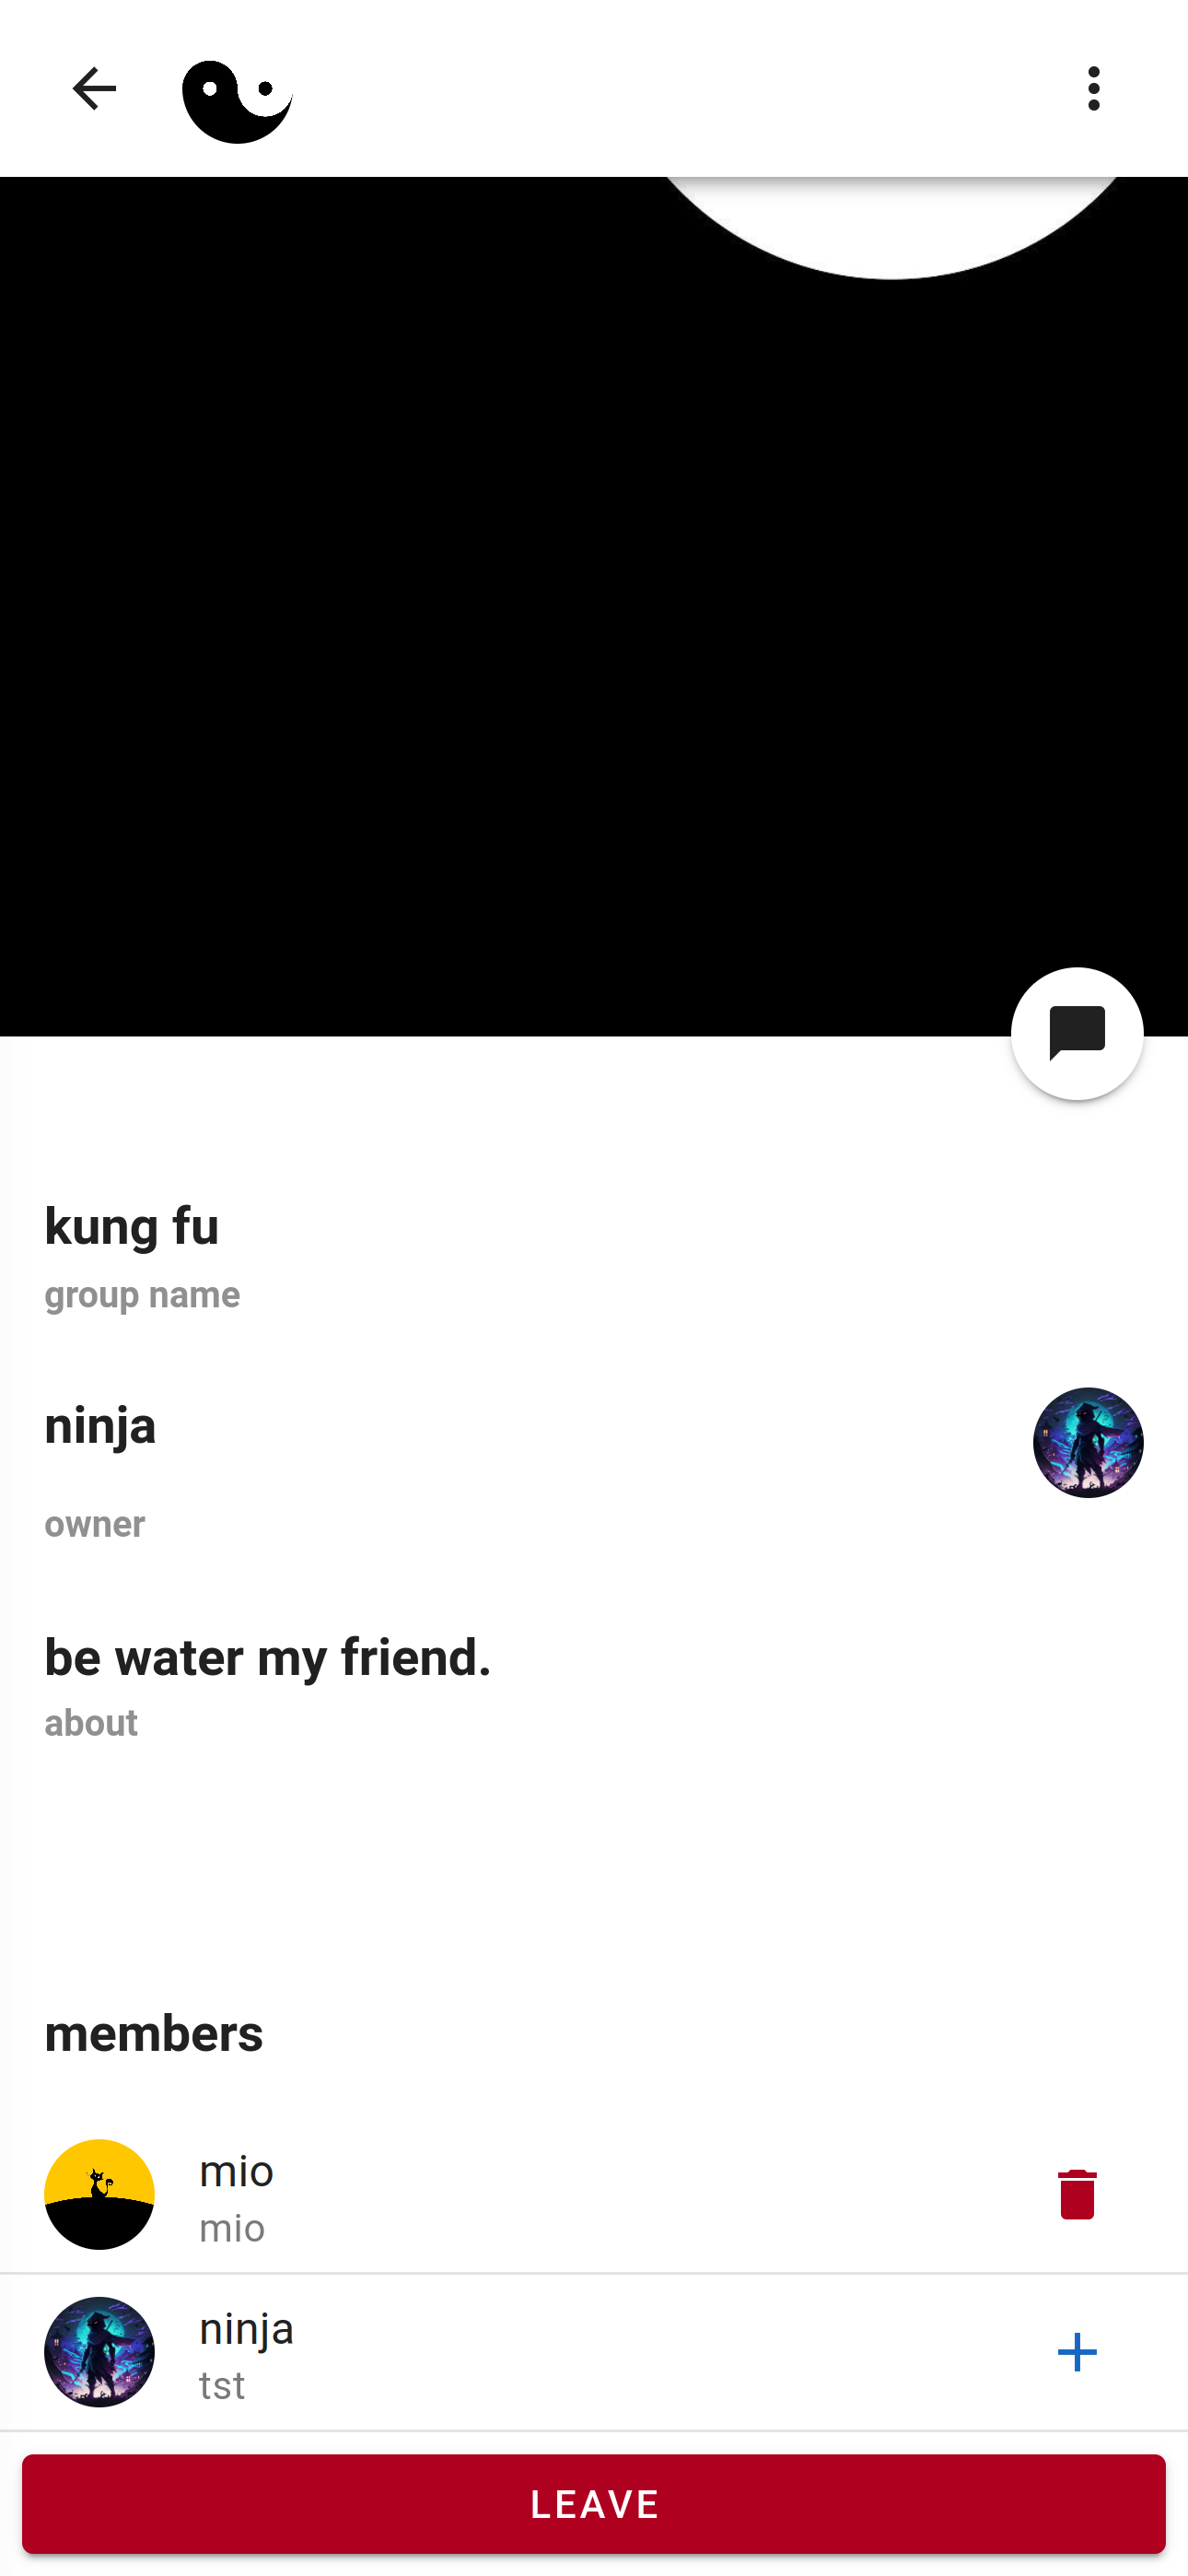 kung fu
group name
ninja
owner
be water my friend.
about
members
mio
mio
ninja
tst
LEAVE